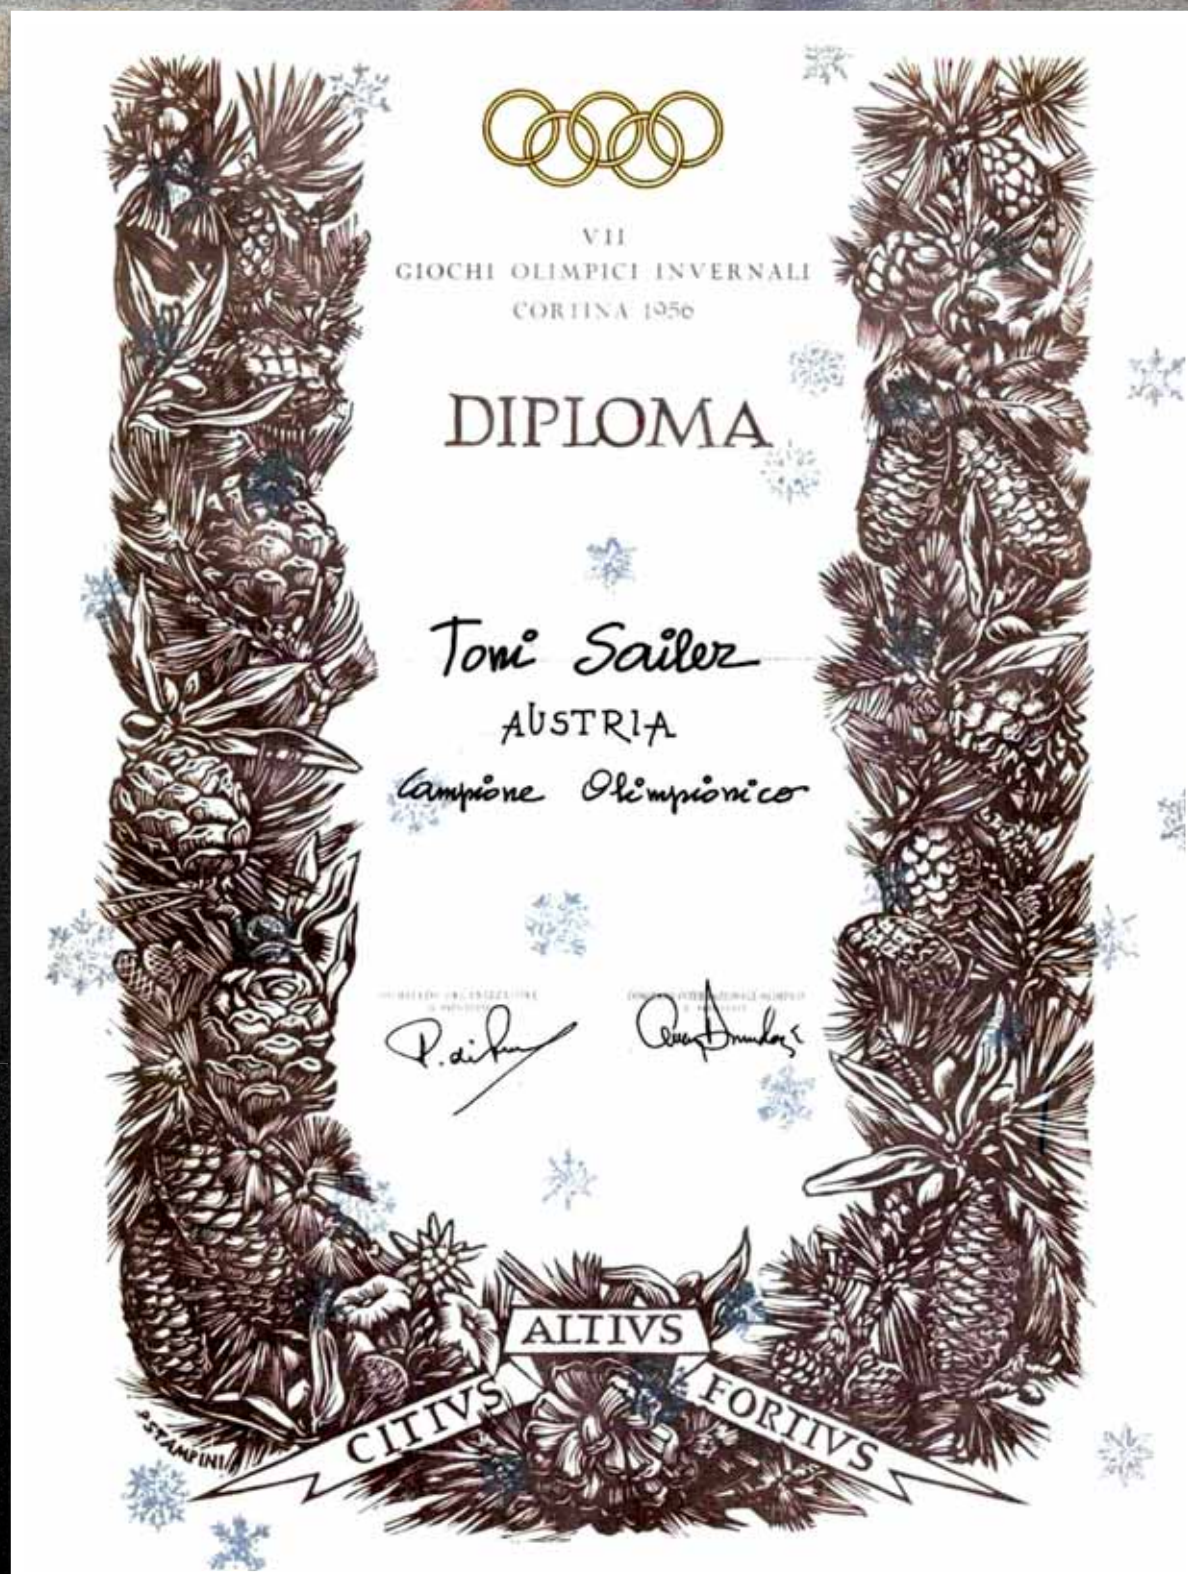 VII
GIOCHI OLIMPICI INVERNALI
CORTINA 1956
DIPLOMA
Toni Sailer
AUSTRIA
Campione Olimpionico
ALTIVS
CITIVS
FORTIVS
P STAMPINI